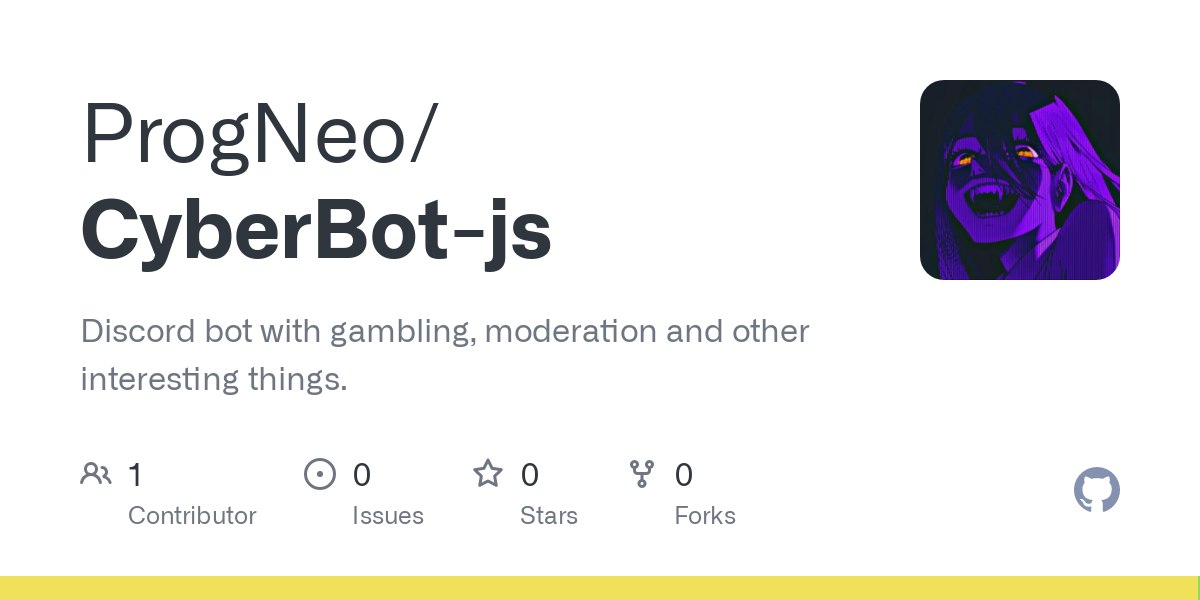 ProgNeo/
CyberBot-js
Discord bot with gambling, moderation and other
interesting things.
1
Contributor
0
Issues
0
Stars
0
Forks